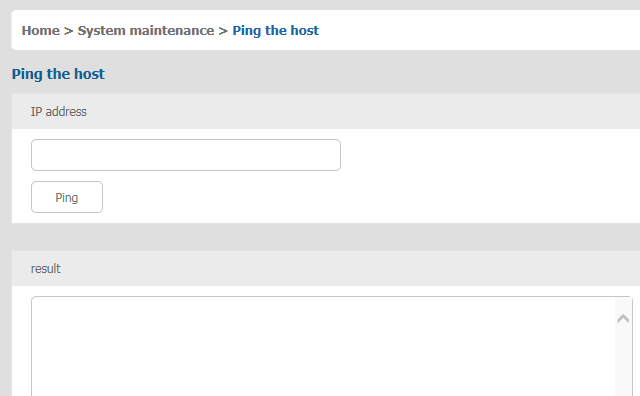 Home > System maintenance > Ping the host
Ping the host
IP address
Ping
result